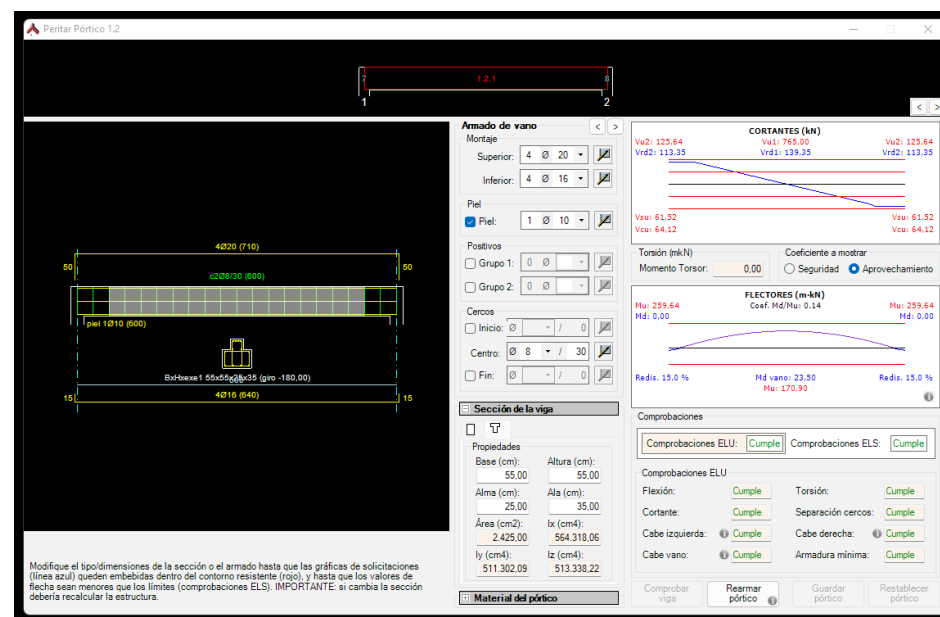 Peritar Pórtico 1.2
7 1.2.1 8
1 2
< >
4Ø20 (710)
50 50
c2Ø8/30 (600)
piel 1Ø10 (600)
BxHxexe1 55x55x25x35 (giro -180,00)
600
4Ø16 (640)
15 15
Modifique el tipo/dimensiones de la sección o el armado hasta que las gráficas de solicitaciones
(línea azul) queden embebidas dentro del contorno resistente (rojo), y hasta que los valores de
flecha sean menores que los límites (comprobaciones ELS). IMPORTANTE: si cambia la sección
debería recalcular la estructura.
Armado de vano < >
Montaje
Superior: 4 Ø 20
Inferior: 4 Ø 16
Piel
Piel: 1 Ø 10
Positivos
Grupo 1: 0 Ø
Grupo 2: 0 Ø
Cercos
Inicio: Ø / 0
Centro: Ø 8 / 30
Fin: Ø / 0
Sección de la viga
Propiedades
Base (cm): Altura (cm):
55,00 55,00
Alma (cm): Ala (cm):
25,00 35,00
Área (cm2): Ix (cm4):
2.425,00 564.318,06
Iy (cm4): Iz (cm4):
511.302,09 513.338,22
Material del pórtico
CORTANTES (kN)
Vu2: 125,64 Vu1: 765,00 Vu2: 125,64
Vrd2: 113,35 Vrd1: 139,35 Vrd2: 113,35
Vsu: 61,52 Vsu: 61,52
Vcu: 64,12 Vcu: 64,12
Torsión (mkN) Coeficiente a mostrar
Momento Torsor: 0,00 Seguridad Aprovechamiento
FLECTORES (m·kN)
Mu: 259,64 Coef. Md/Mu: 0,14 Mu: 259,64
Md: 0,00 Md: 0,00
Redis. 15,0 % Md vano: 23,50 Redis. 15,0 %
Mu: 170,90
Comprobaciones
Comprobaciones ELU: Cumple Comprobaciones ELS: Cumple
Comprobaciones ELU
Flexión: Cumple Torsión: Cumple
Cortante: Cumple Separación cercos: Cumple
Cabe izquierda: Cumple Cabe derecha: Cumple
Cabe vano: Cumple Armadura mínima: Cumple
Comprobar viga
Rearmar pórtico
Guardar pórtico
Restablecer pórtico